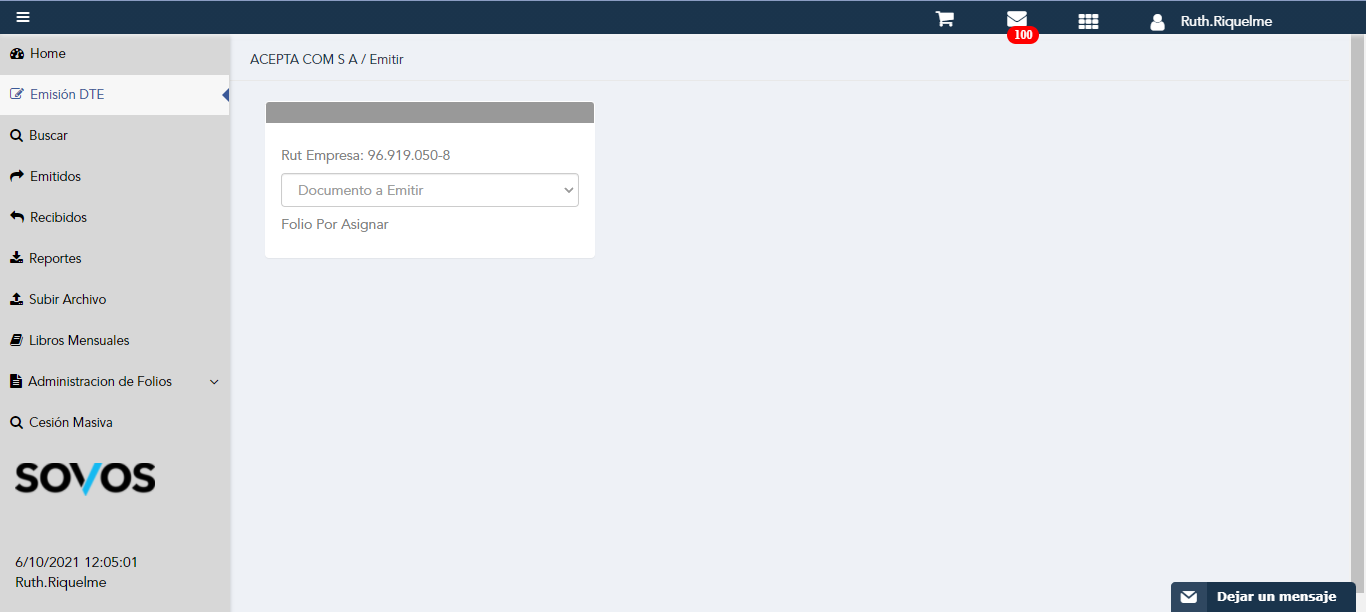 Ruth.Riquelme
100
Home
ACEPTA COM S A / Emitir
Emisión DTE
Buscar
Rut Empresa: 96.919.050-8
Emitidos
Documento a Emitir
Recibidos
Folio Por Asignar
Reportes
Subir Archivo
Libros Mensuales
Administracion de Folios
Cesión Masiva
SOVOS
6/10/2021 12:05:01
Ruth.Riquelme
Dejar un mensaje